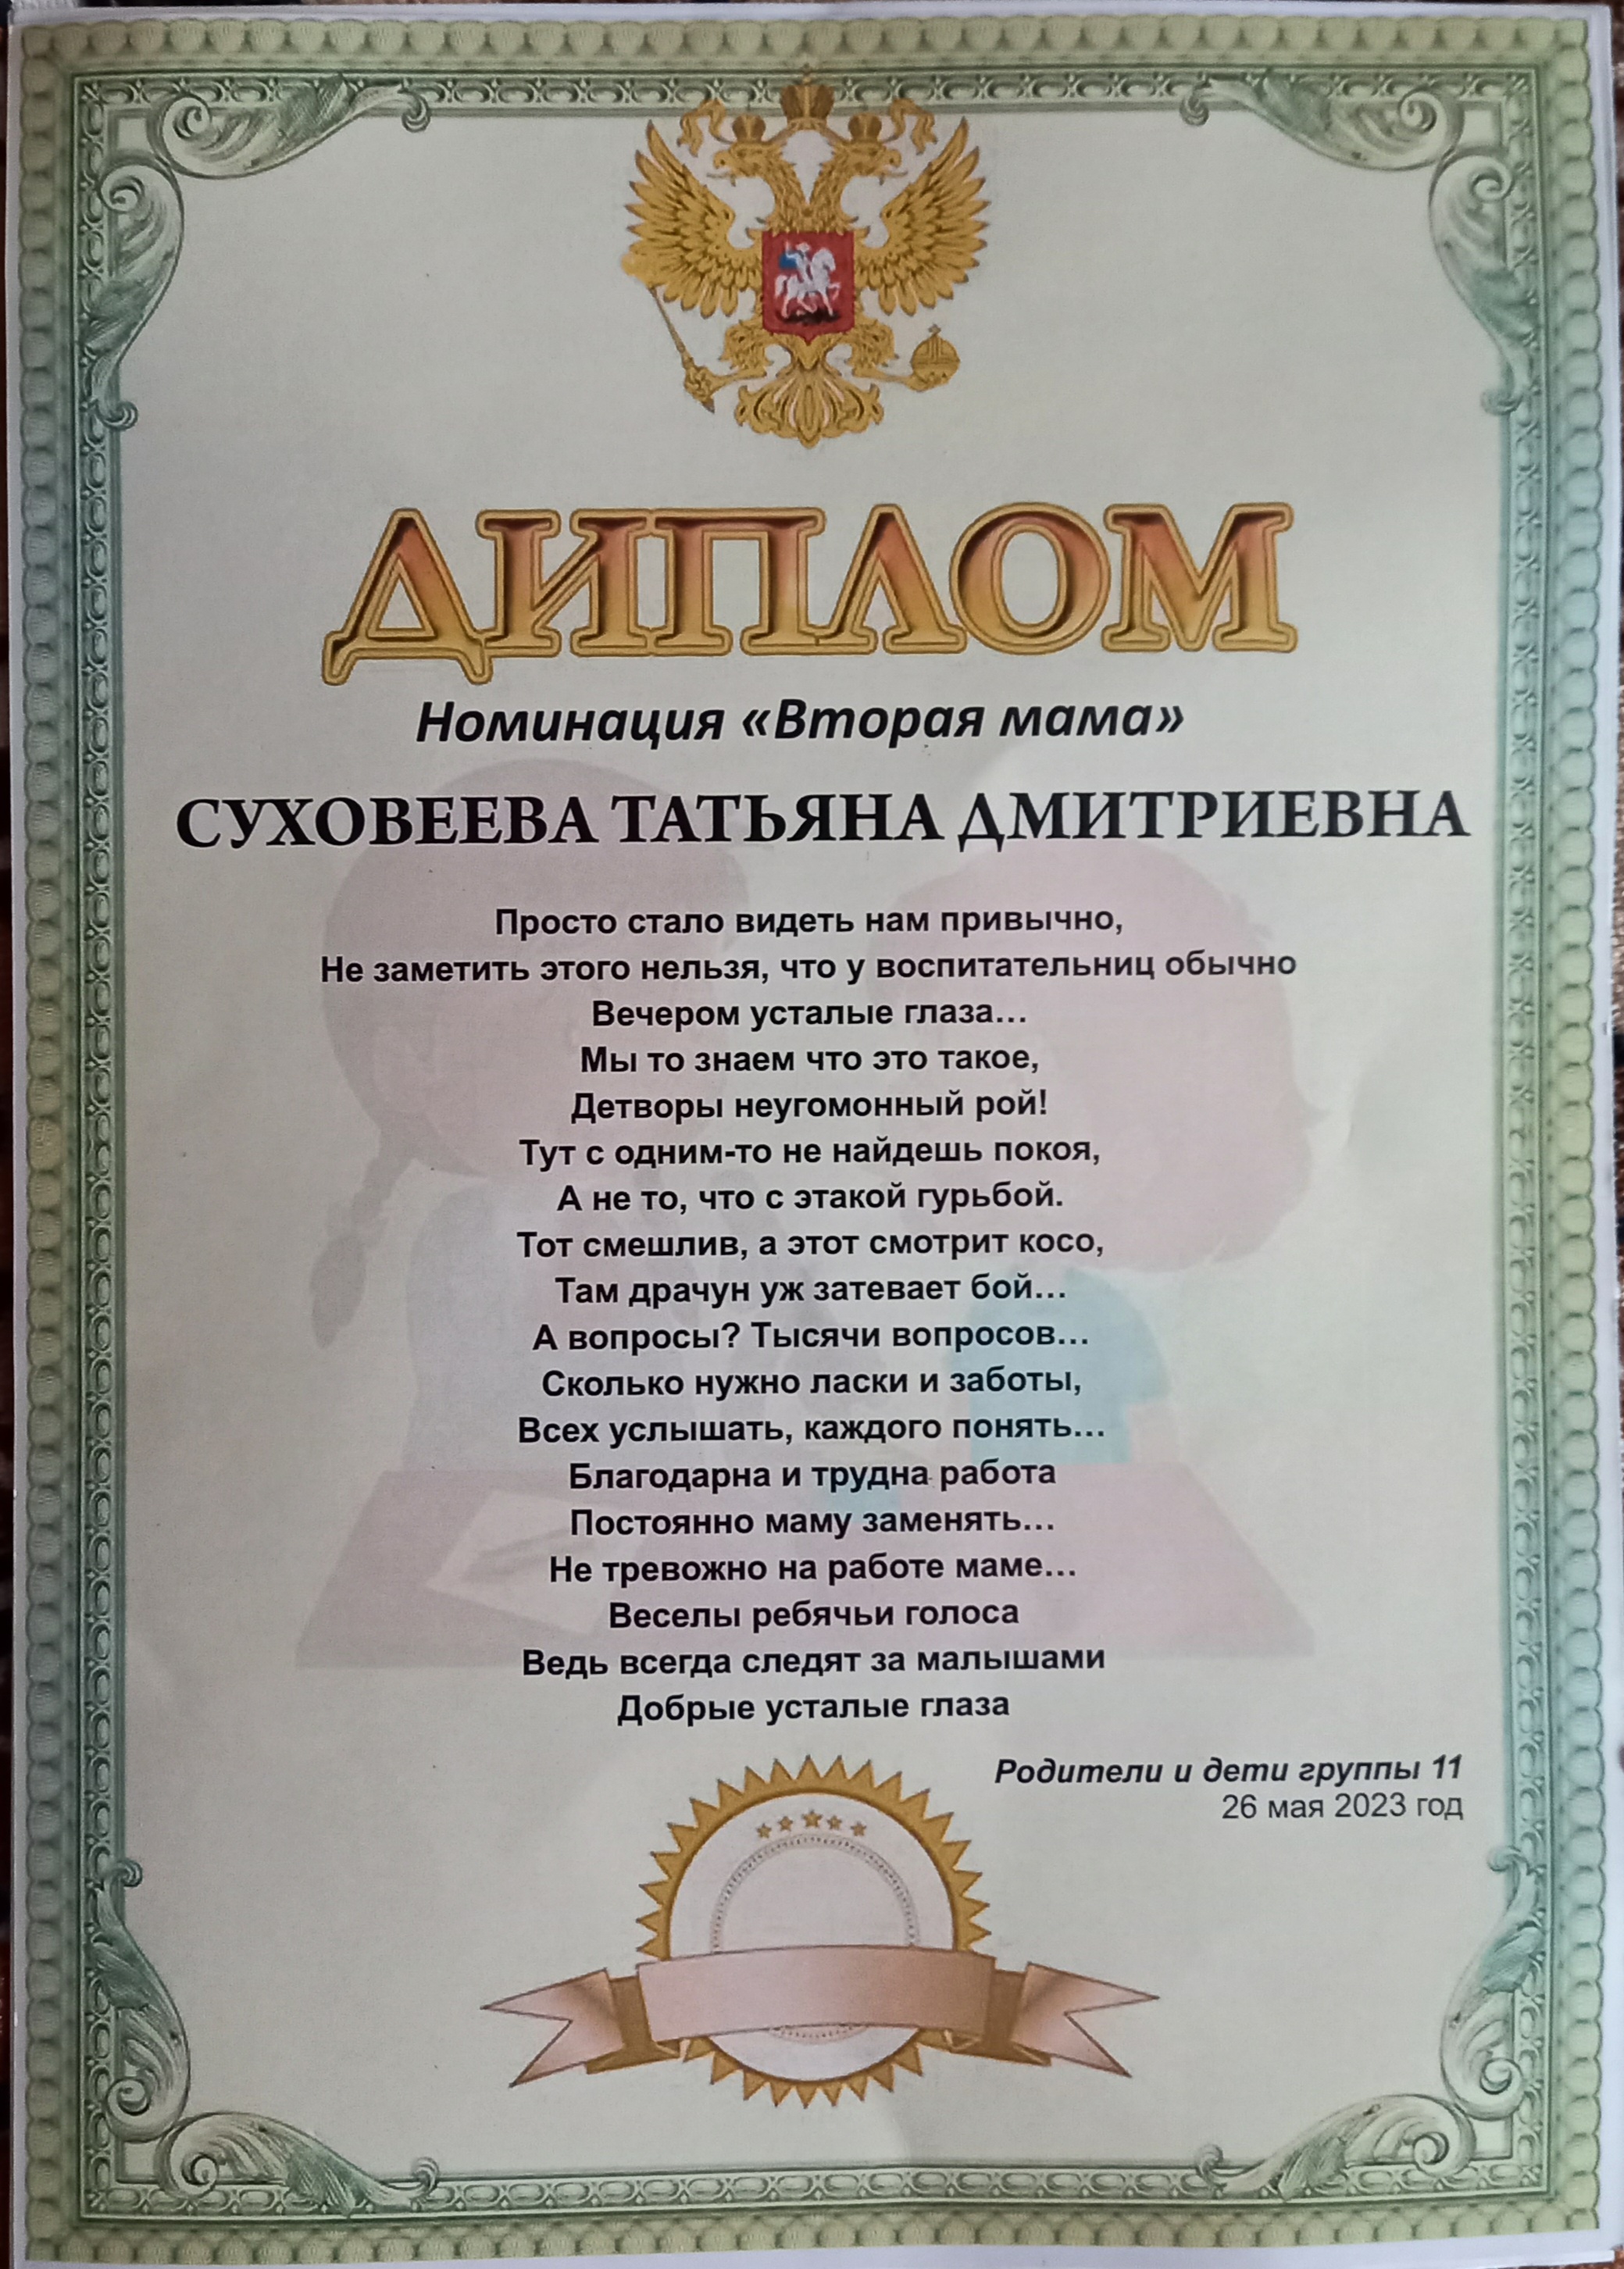 ДИПЛОМ
Номинация «Вторая мама»
СУХОВЕЕВА ТАТЬЯНА ДМИТРИЕВНА
Просто стало видеть нам привычно,
Не заметить этого нельзя, что у воспитательниц обычно
Вечером усталые глаза…
Мы то знаем что это такое,
Детворы неугомонный рой!
Тут с одним-то не найдешь покоя,
А не то, что с этакой гурьбой.
Тот смешлив, а этот смотрит косо,
Там драчун уж затевает бой…
А вопросы? Тысячи вопросов…
Сколько нужно ласки и заботы,
Всех услышать, каждого понять…
Благодарна и трудна работа
Постоянно маму заменять…
Не тревожно на работе маме…
Веселы ребячьи голоса
Ведь всегда следят за малышами
Добрые усталые глаза
Родители и дети группы 11
26 мая 2023 год